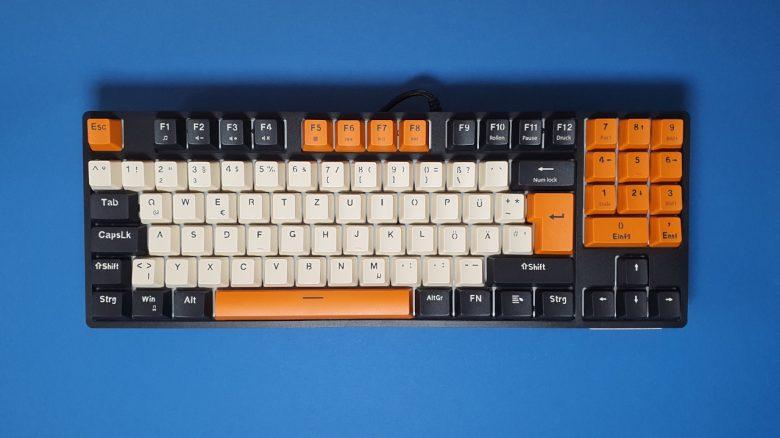 Esc F1 F2 F3 F4 F5 F6 F7 F8 F9 F10 Rollen F11 Pause F12 Druck 7 8 9
^ ° 1 ! 2 " 3 § 4 $ 5 % 6 & 7 / { 8 ( [ 9 ) ] 0 = } ß ? Num lock 4 5 6
Tab Q W E R T Z U I O P Ü + * 1 2 3
CapsLk A S D F G H J K L Ö Ä # ' 0 Einfg , Entf
Shift < > Y X C V B N M Shift
Strg Win Alt AltGr FN Strg